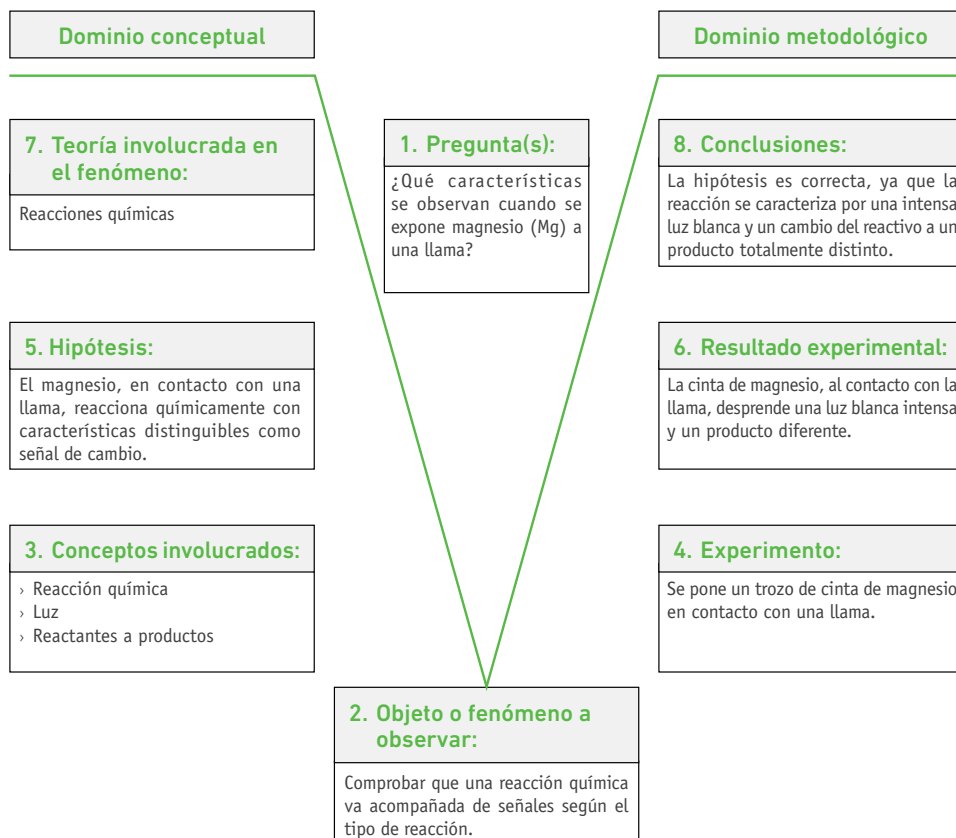 Dominio conceptual
Dominio metodológico
7. Teoría involucrada en
el fenómeno:
Reacciones químicas
1. Pregunta(s):
¿Qué características
se observan cuando se
expone magnesio (Mg) a
una llama?
8. Conclusiones:
La hipótesis es correcta, ya que la
reacción se caracteriza por una intensa
luz blanca y un cambio del reactivo a un
producto totalmente distinto.
5. Hipótesis:
El magnesio, en contacto con una
llama, reacciona químicamente con
características distinguibles como
señal de cambio.
6. Resultado experimental:
La cinta de magnesio, al contacto con la
llama, desprende una luz blanca intensa
y un producto diferente.
3. Conceptos involucrados:
› Reacción química
› Luz
› Reactantes a productos
4. Experimento:
Se pone un trozo de cinta de magnesio
en contacto con una llama.
2. Objeto o fenómeno a
observar:
Comprobar que una reacción química
va acompañada de señales según el
tipo de reacción.